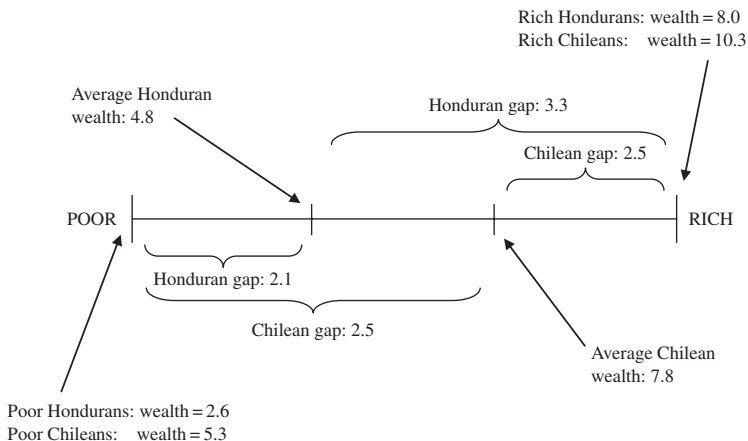 Rich Hondurans: wealth = 8.0
Rich Chileans: wealth = 10.3
Average Honduran
wealth: 4.8
Honduran gap: 3.3
Chilean gap: 2.5
POOR
RICH
Honduran gap: 2.1
Chilean gap: 2.5
Average Chilean
wealth: 7.8
Poor Hondurans: wealth = 2.6
Poor Chileans: wealth = 5.3